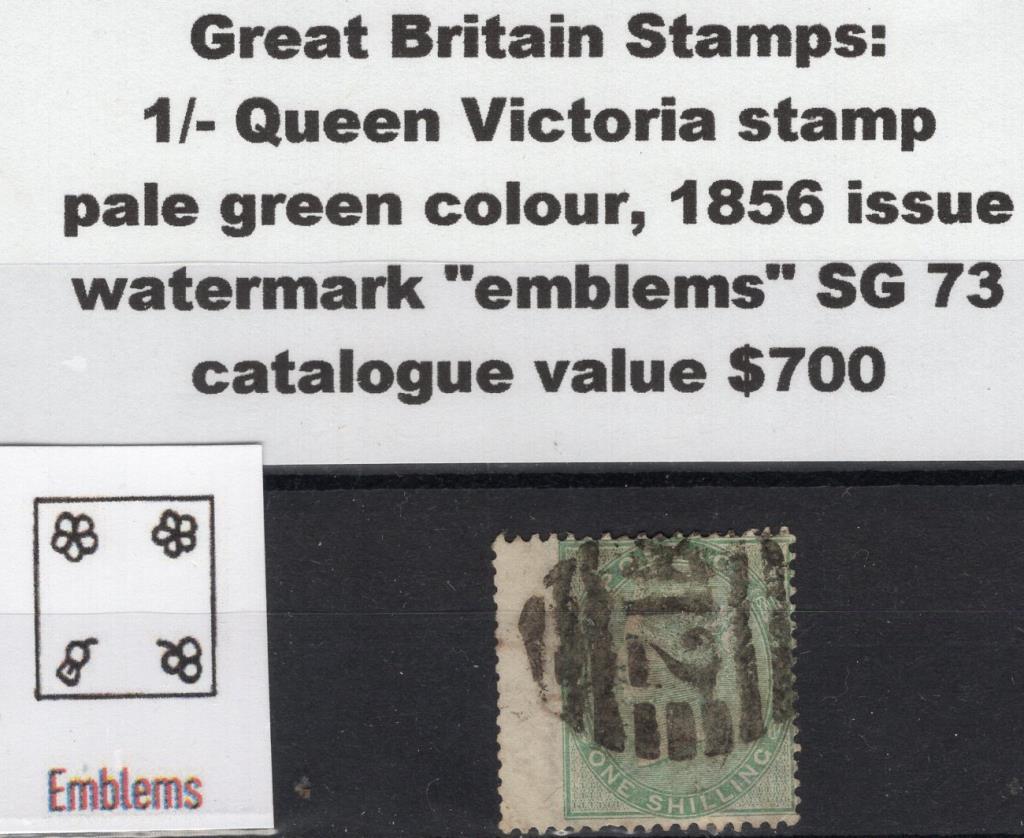 Great Britain Stamps:
1/- Queen Victoria stamp
pale green colour, 1856 issue
watermark "emblems" SG 73
catalogue value $700
Emblems
12
ONE SHILLING